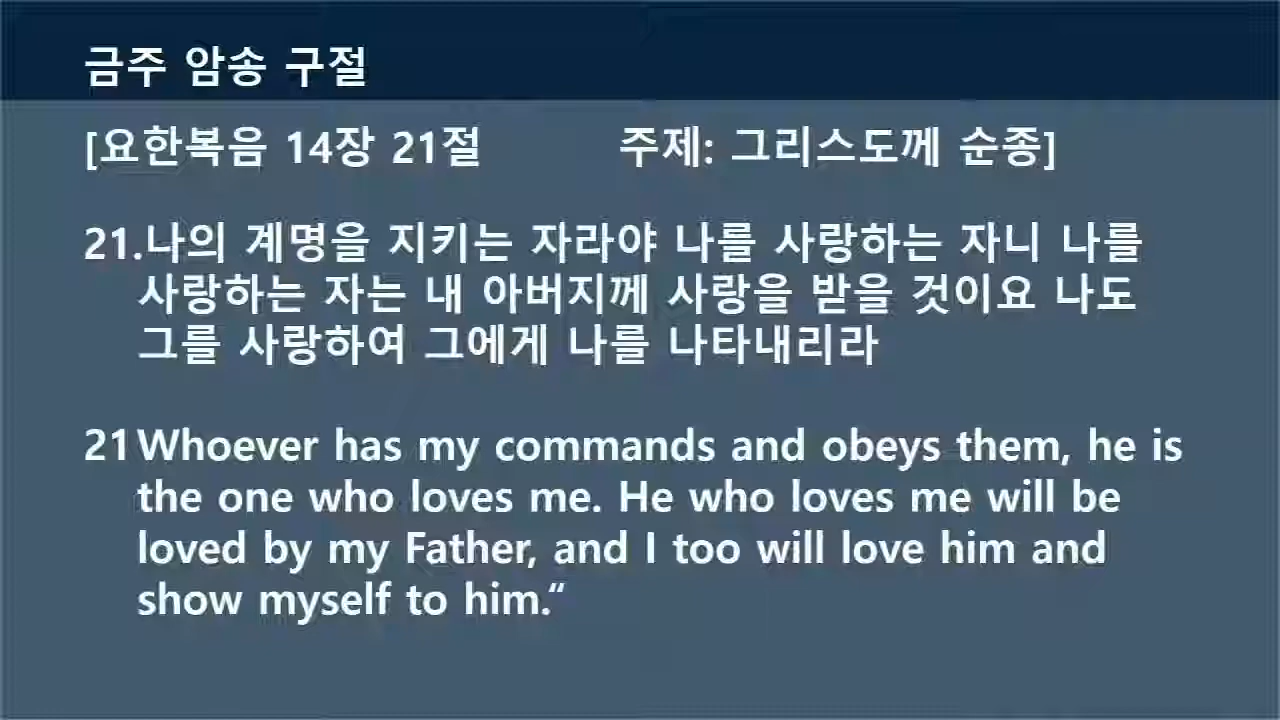 금주 암송 구절
[요한복음 14장 21절 주제: 그리스도께 순종]
21.나의 계명을 지키는 자라야 나를 사랑하는 자니 나를
사랑하는 자는 내 아버지께 사랑을 받을 것이요 나도
그를 사랑하여 그에게 나를 나타내리라
21 Whoever has my commands and obeys them, he is
the one who loves me. He who loves me will be
loved by my Father, and I too will love him and
show myself to him.“